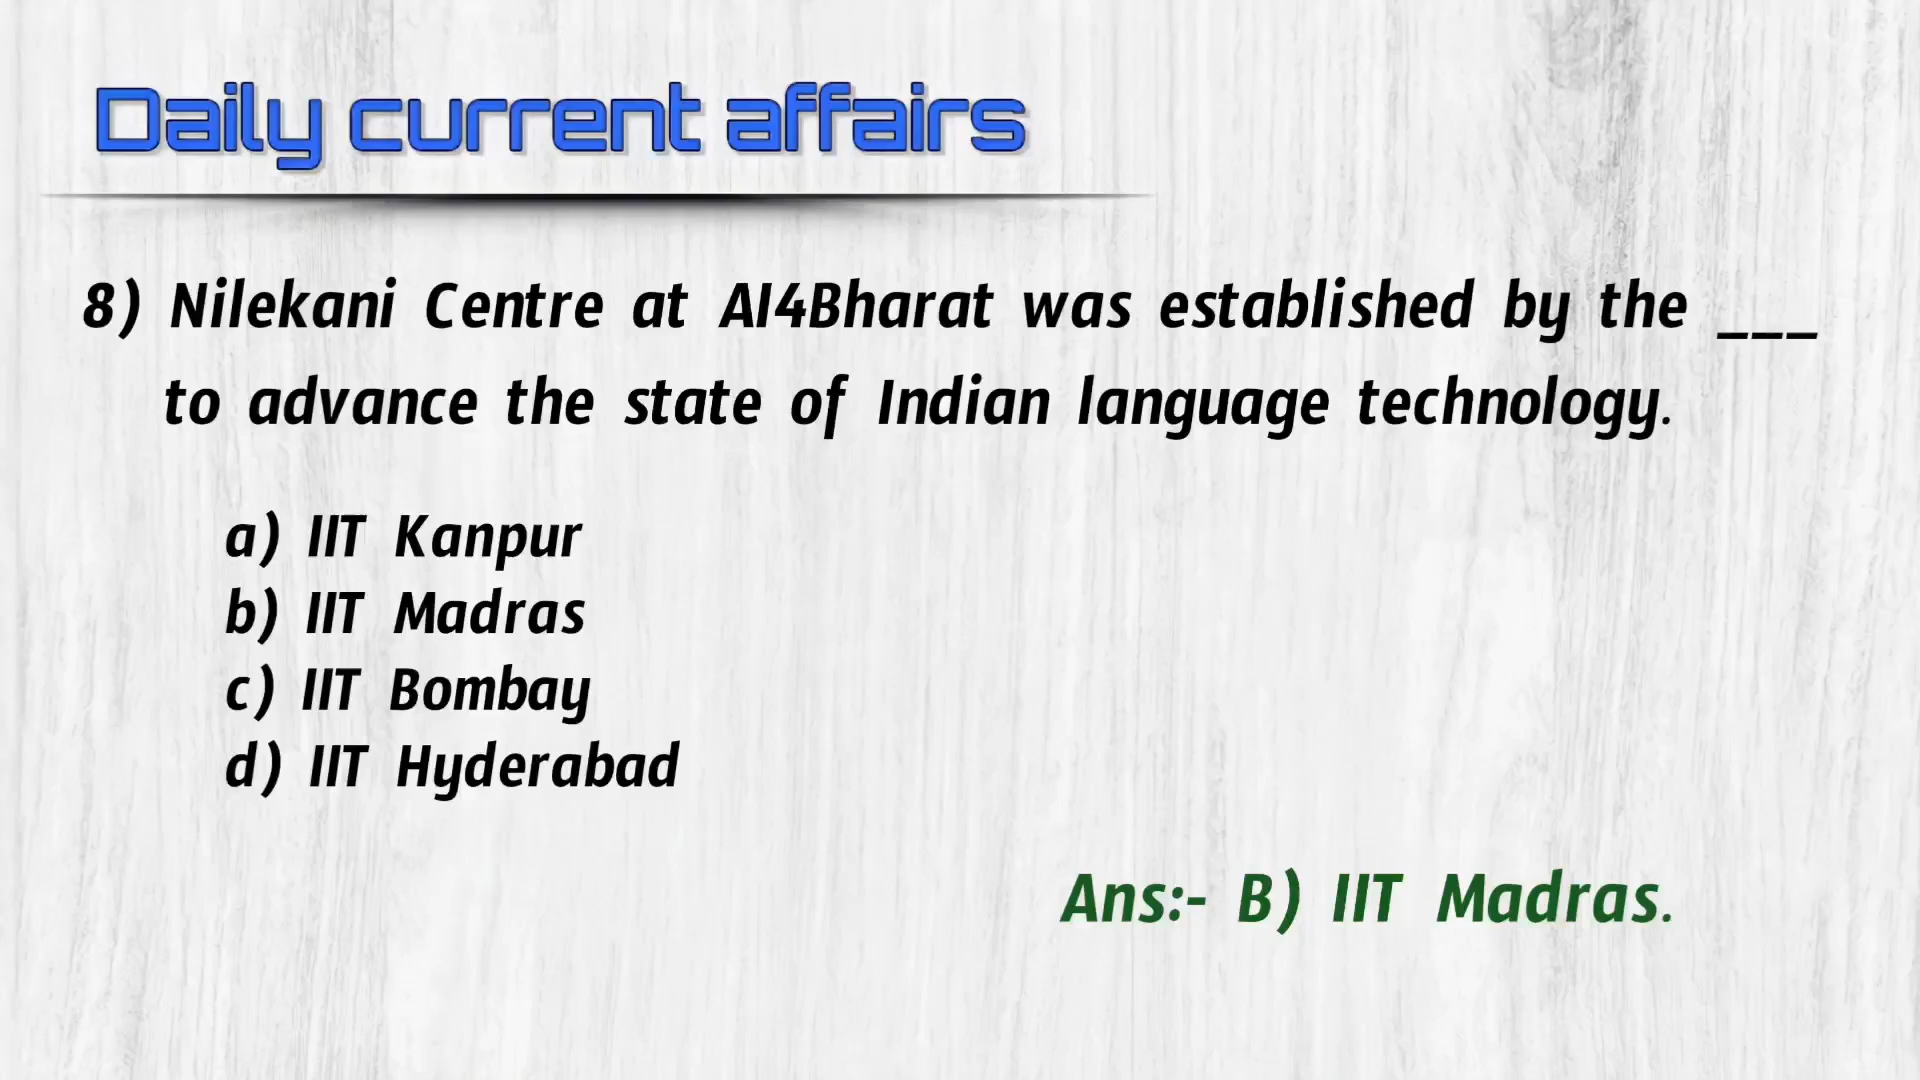 Daily current affairs
8) Nilekani Centre at AI4Bharat was established by the ___
to advance the state of Indian language technology.
a) IIT Kanpur
b) IIT Madras
c) IIT Bombay
d) IIT Hyderabad
Ans:- B) IIT Madras.